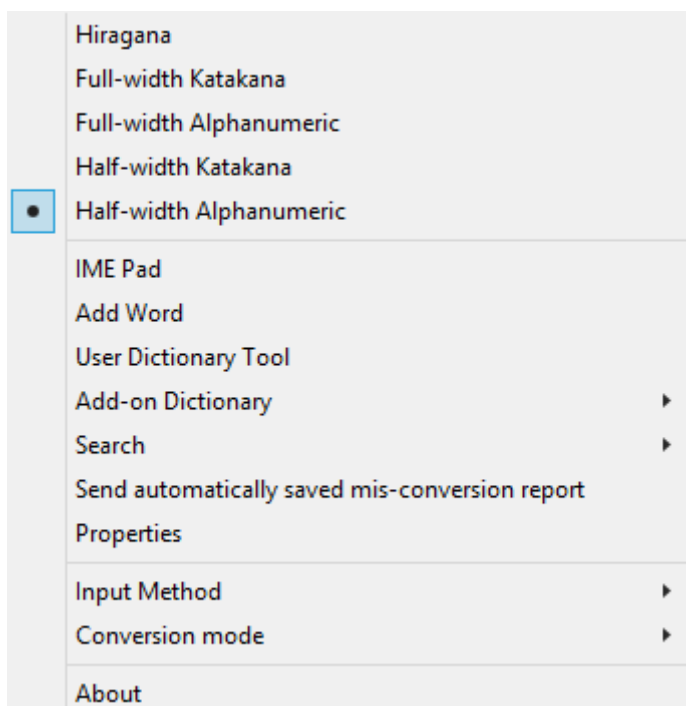 Hiragana
Full-width Katakana
Full-width Alphanumeric
Half-width Katakana
Half-width Alphanumeric
IME Pad
Add Word
User Dictionary Tool
Add-on Dictionary
Search
Send automatically saved mis-conversion report
Properties
Input Method
Conversion mode
About